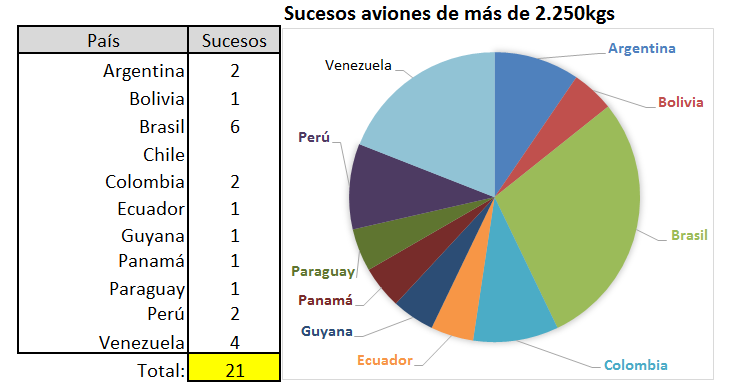 Sucesos aviones de más de 2.250kgs
País Sucesos
Argentina 2
Bolivia 1
Brasil 6
Chile
Colombia 2
Ecuador 1
Guyana 1
Panamá 1
Paraguay 1
Perú 2
Venezuela 4
Total: 21
Argentina
Bolivia
Brasil
Colombia
Ecuador
Guyana
Panamá
Paraguay
Perú
Venezuela